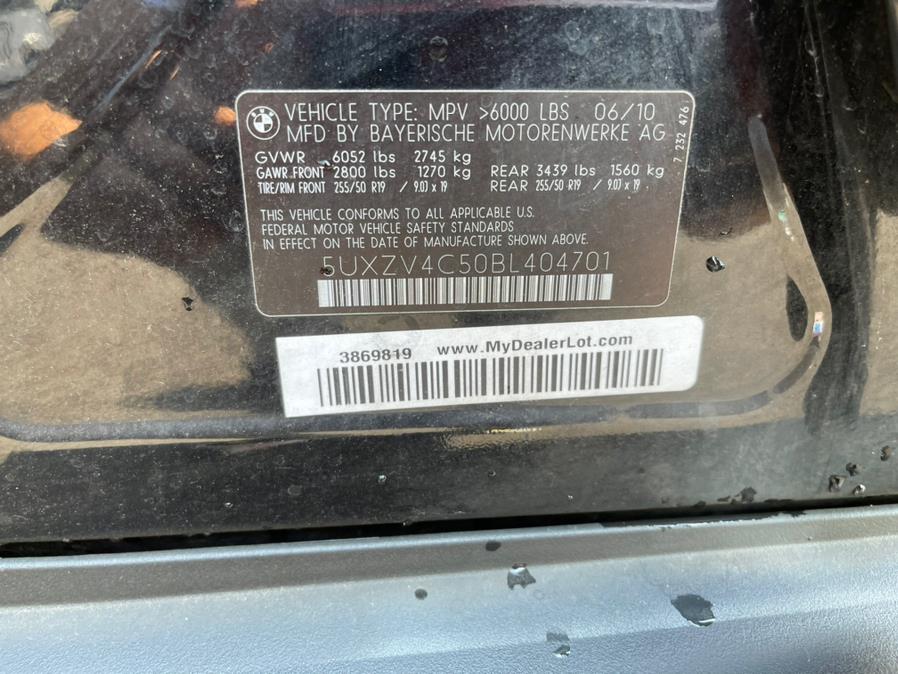 VEHICLE TYPE: MPV >6000 LBS 06/10
MFD BY BAYERISCHE MOTORENWERKE AG
GVWR 6052 lbs 2745 kg
GAWR FRONT 2800 lbs 1270 kg REAR 3439 lbs 1560 kg
TIRE/RIM FRONT 255/50 R19 / 9.0J x 19 REAR 255/50 R19 / 9.0J x 19
THIS VEHICLE CONFORMS TO ALL APPLICABLE U.S.
FEDERAL MOTOR VEHICLE SAFETY STANDARDS
IN EFFECT ON THE DATE OF MANUFACTURE SHOWN ABOVE.
5UXZV4C50BL404701
7 232 476
3869819 www.MyDealerLot.com